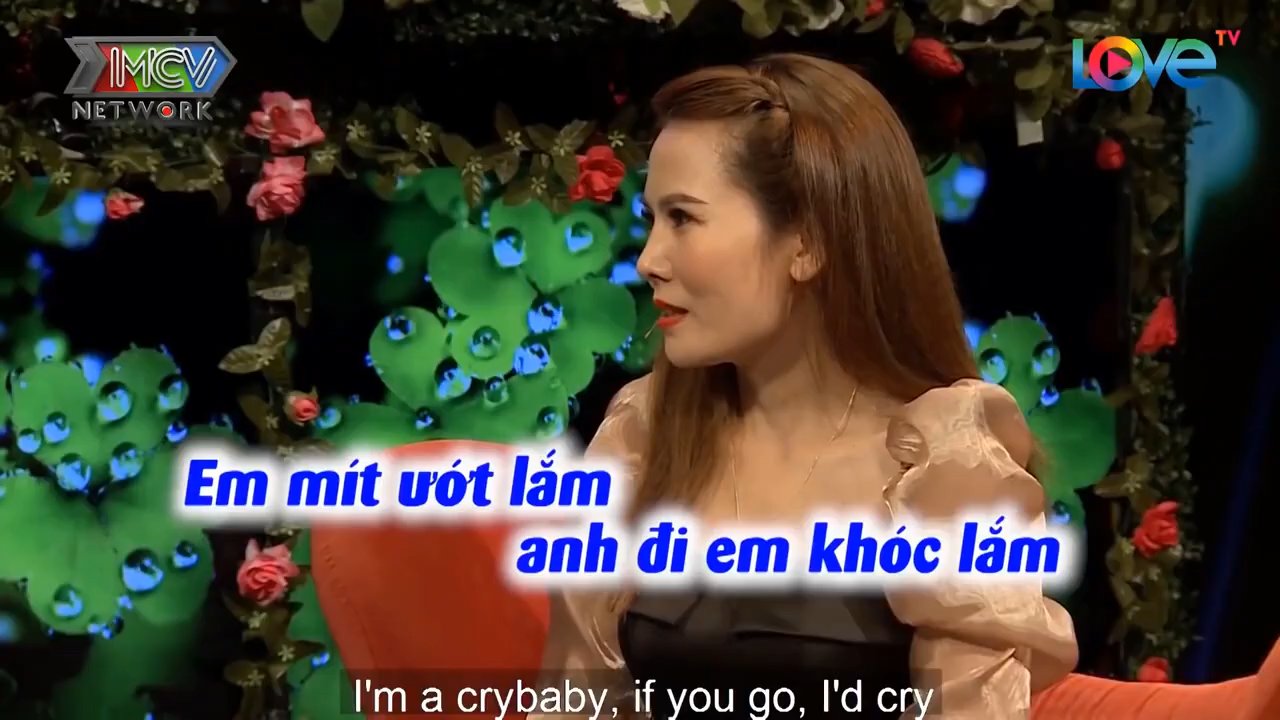 MCV
NETWORK
LOVE TV
Em mít ướt lắm
anh đi em khóc lắm
I'm a crybaby, if you go, I'd cry